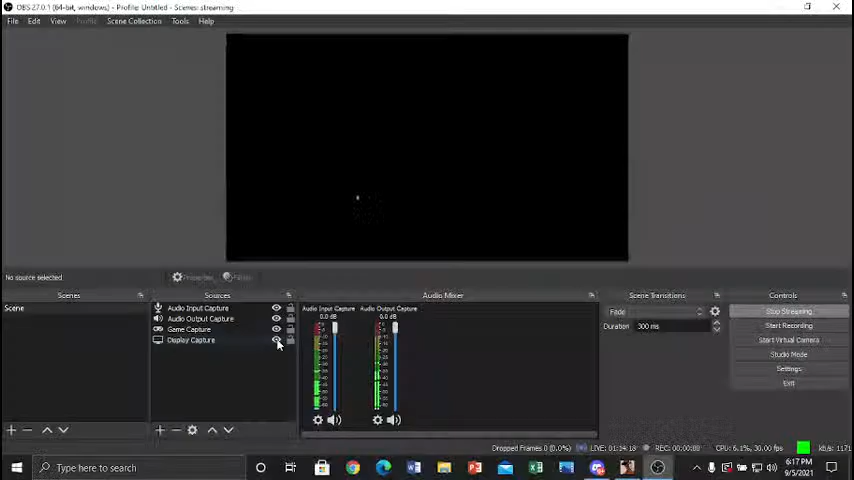 OBS 27.0.1 (64-bit, windows) - Profile: Untitled - Scenes: streaming
File Edit View Profile Scene Collection Tools Help
No source selected
Properties Filters
Scenes
Sources
Audio Mixer
Scene Transitions
Controls
Scene
Audio Input Capture
Audio Output Capture
Game Capture
Display Capture
Audio Input Capture
0.0 dB
Audio Output Capture
0.0 dB
Fade
Duration 300 ms
Stop Streaming
Start Recording
Start Virtual Camera
Studio Mode
Settings
Exit
Dropped Frames 0 (0.0%) LIVE: 01:34:18 REC: 00:00:00 CPU: 6.1%, 30.00 fps kb/s: 1171
Type here to search
6:17 PM
9/5/2021